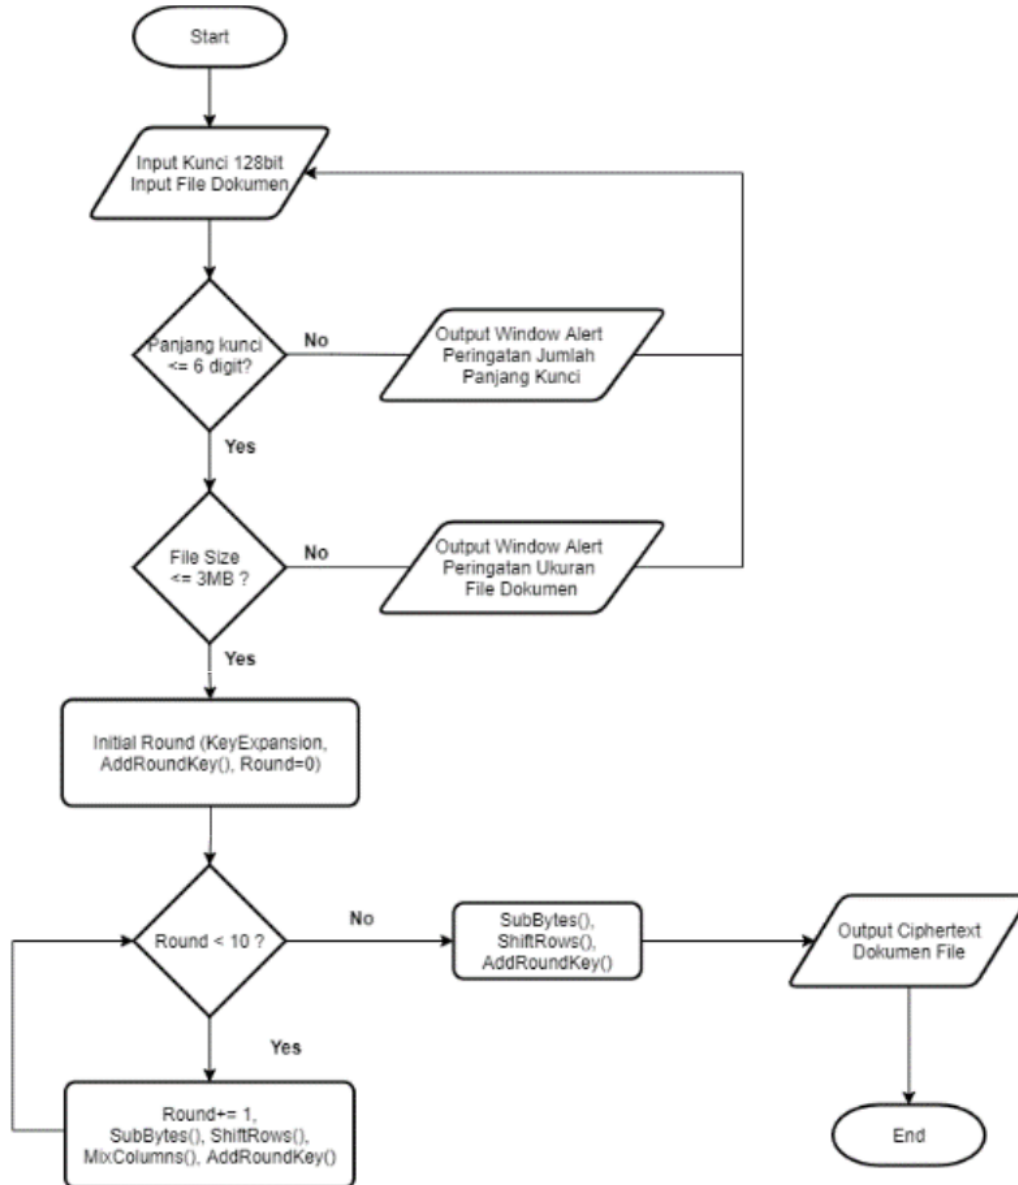 Start
Input Kunci 128bit
Input File Dokumen
Panjang kunci
<= 6 digit?
No
Output Window Alert
Peringatan Jumlah
Panjang Kunci
Yes
File Size
<= 3MB ?
No
Output Window Alert
Peringatan Ukuran
File Dokumen
Yes
Initial Round (KeyExpansion,
AddRoundKey(), Round=0)
Round < 10 ?
No
SubBytes(),
ShiftRows(),
AddRoundKey()
Output Ciphertext
Dokumen File
Yes
Round+= 1,
SubBytes(), ShiftRows(),
MixColumns(), AddRoundKey()
End